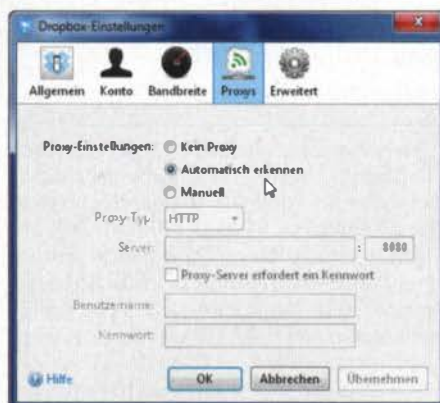 Dropbox-Einstellungen
Allgemein Konto Bandbreite Proxys Erweitert
Proxy-Einstellungen: Kein Proxy
Automatisch erkennen
Manuell
Proxy-Typ: HTTP
Server: : 8080
Proxy-Server erfordert ein Kennwort
Benutzername:
Kennwort:
Hilfe OK Abbrechen Übernehmen